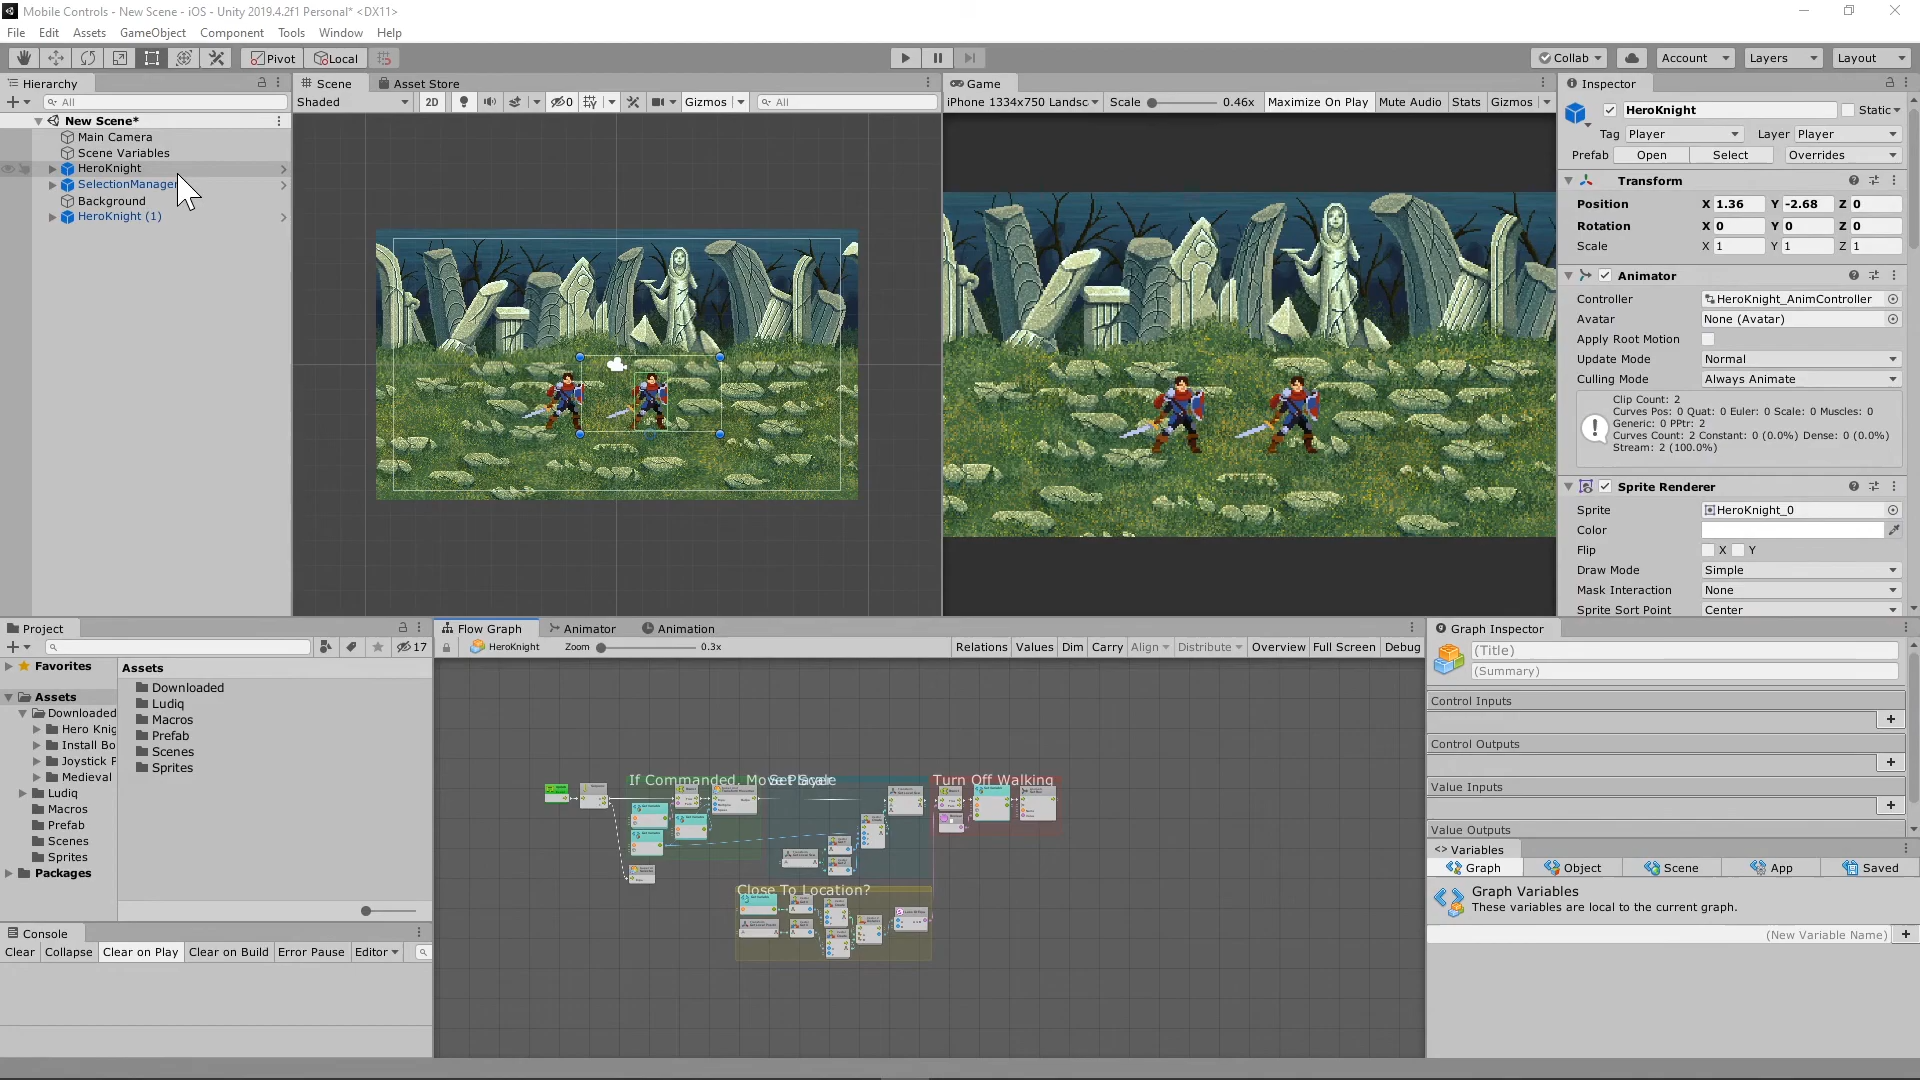 Mobile Controls - New Scene - iOS - Unity 2019.4.2f1 Personal* <DX11>
File Edit Assets GameObject Component Tools Window Help
Pivot Local Collab Account Layers Layout
Hierarchy
All
New Scene*
Main Camera
Scene Variables
HeroKnight
SelectionManager
Background
HeroKnight (1)
Scene Asset Store
Shaded 2D 0 Gizmos All
Game
iPhone 1334x750 Landsc Scale 0.46x Maximize On Play Mute Audio Stats Gizmos
Inspector
HeroKnight Static
Tag Player Layer Player
Prefab Open Select Overrides
Transform
Position X 1.36 Y -2.68 Z 0
Rotation X 0 Y 0 Z 0
Scale X 1 Y 1 Z 1
Animator
Controller HeroKnight_AnimController
Avatar None (Avatar)
Apply Root Motion
Update Mode Normal
Culling Mode Always Animate
Clip Count: 2
Curves Pos: 0 Quat: 0 Euler: 0 Scale: 0 Muscles: 0
Generic: 0 PPtr: 2
Curves Count: 2 Constant: 0 (0.0%) Dense: 0 (0.0%)
Stream: 2 (100.0%)
Sprite Renderer
Sprite HeroKnight_0
Color
Flip X Y
Draw Mode Simple
Mask Interaction None
Sprite Sort Point Center
Project
17
Favorites
Assets
Downloaded
Hero Knig
Install Bo
Joystick P
Medieval
Ludiq
Macros
Prefab
Scenes
Sprites
Packages
Assets
Downloaded
Ludiq
Macros
Prefab
Scenes
Sprites
Console
Clear Collapse Clear on Play Clear on Build Error Pause Editor
Flow Graph Animator Animation
HeroKnight Zoom 0.3x Relations Values Dim Carry Align Distribute Overview Full Screen Debug
If Commanded, Move Player
Set Scale
Turn Off Walking
Close To Location?
Graph Inspector
(Title)
(Summary)
Control Inputs
Control Outputs
Value Inputs
Value Outputs
<> Variables
Graph Object Scene App Saved
Graph Variables
These variables are local to the current graph.
(New Variable Name)